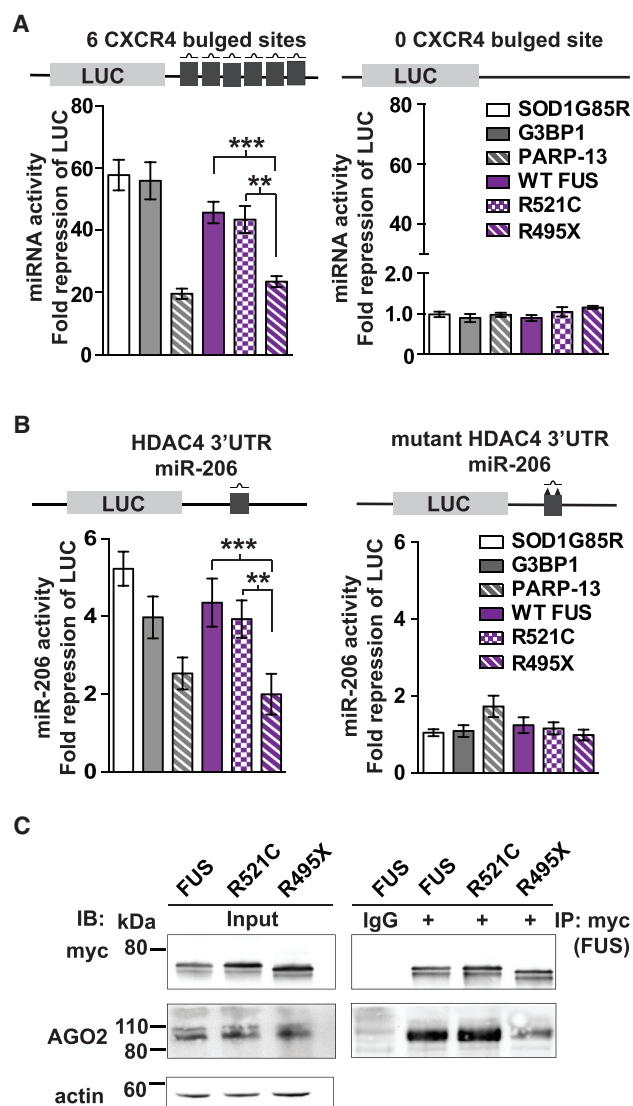 A
6 CXCR4 bulged sites
0 CXCR4 bulged site
LUC
LUC
miRNA activity
Fold repression of LUC
80
60
40
20
0
***
**
miRNA activity
Fold repression of LUC
80
60
40
2.0
1.0
0
SOD1G85R
G3BP1
PARP-13
WT FUS
R521C
R495X
B
HDAC4 3'UTR
miR-206
mutant HDAC4 3'UTR
miR-206
LUC
LUC
miR-206 activity
Fold repression of LUC
6
4
2
0
***
**
miR-206 activity
Fold repression of LUC
6
4
2
0
SOD1G85R
G3BP1
PARP-13
WT FUS
R521C
R495X
C
FUS R521C R495X
FUS FUS R521C R495X
IB: kDa Input
IgG + + + IP: myc
(FUS)
myc 80
AGO2 110
80
actin 60